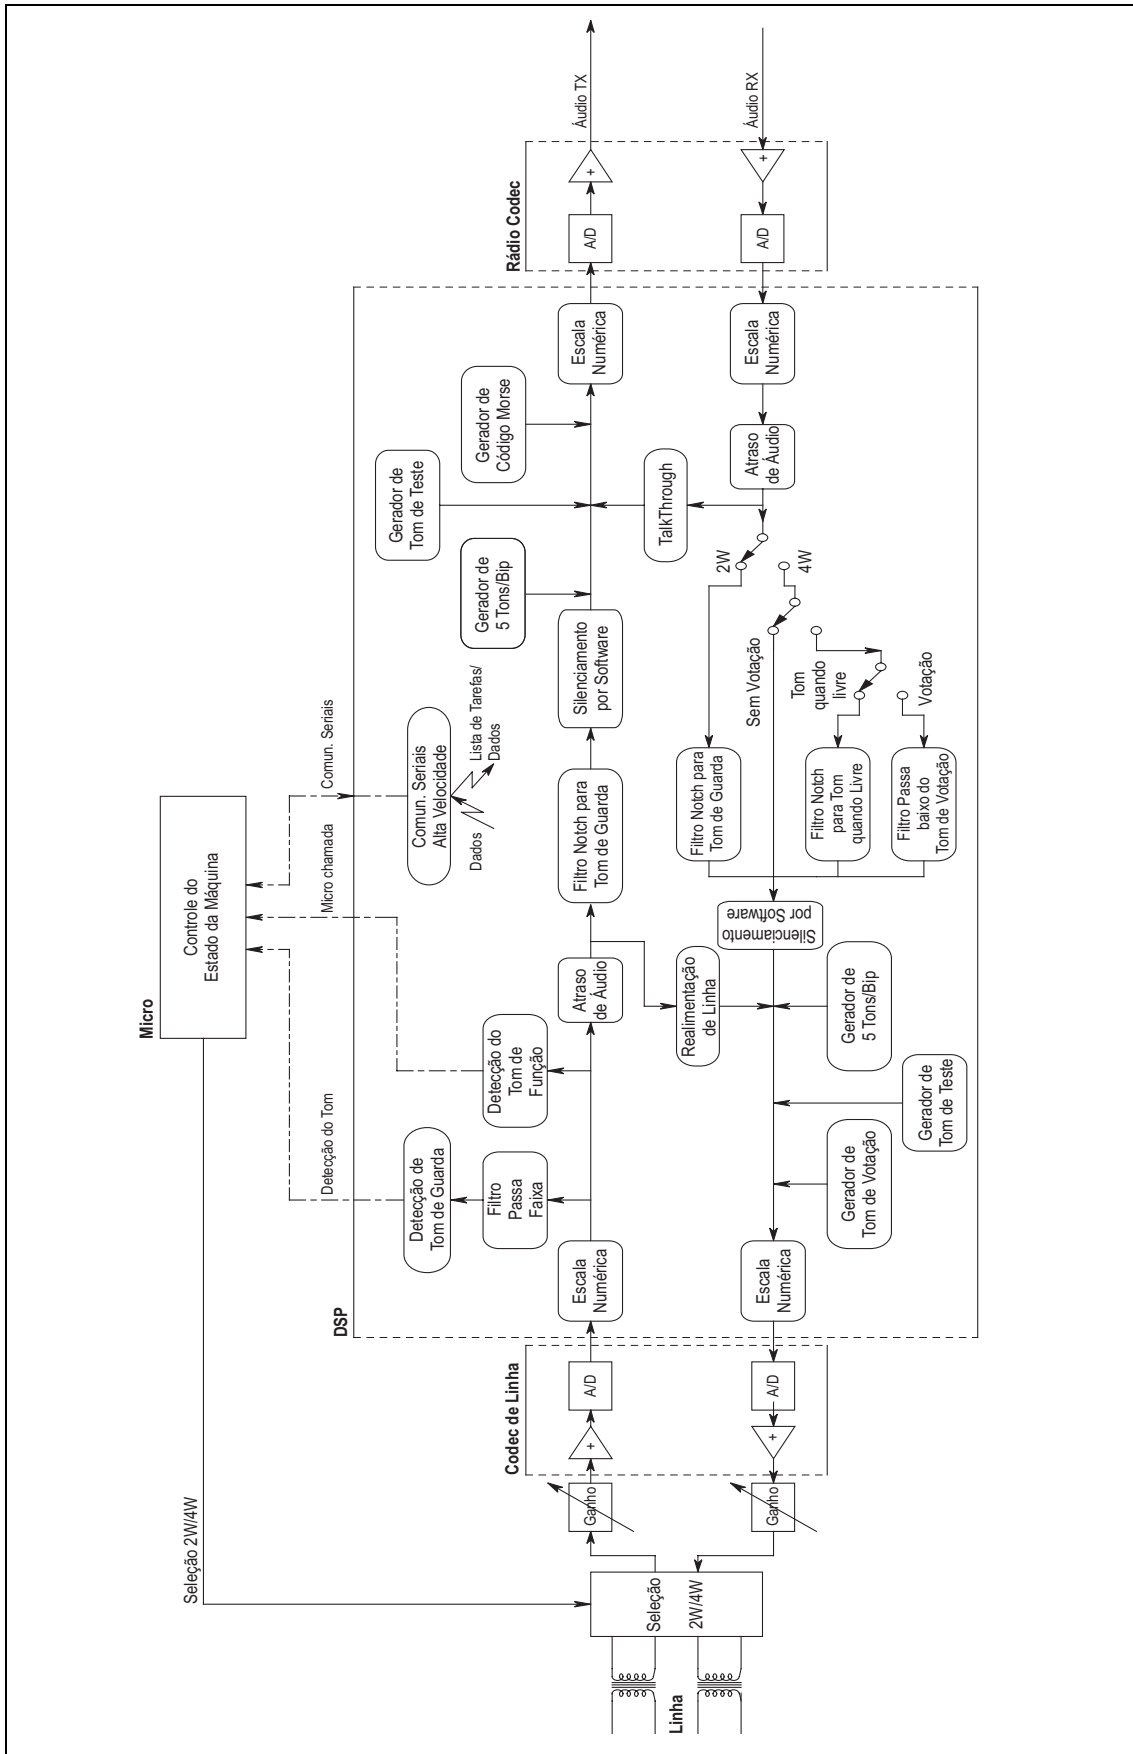 Micro
Controle do
Estado da Máquina
Seleção 2W/4W
Detecção do Tom
Micro chamada
Comun. Seriais
DSP
Detecção de
Tom de Guarda
Filtro
Passa
Faixa
Detecção do
Tom de
Função
Comun. Seriais
Alta Velocidade
Dados
Lista de Tarefas/
Dados
Gerador de
5 Tons/Bip
Gerador de
Tom de Teste
Gerador de
Código Morse
Linha
Seleção
2W/4W
Ganho
Codec de Linha
A/D
+
Escala
Numérica
Atraso
de Áudio
Filtro Notch para
Tom de Guarda
Silenciamento
por Software
Escala
Numérica
Rádio Codec
A/D
+
Áudio TX
Ganho
+
A/D
Escala
Numérica
Gerador de
Tom de Votação
Gerador de
Tom de Teste
Gerador de
5 Tons/Bip
Realimentação
de Linha
Silenciamento
por Software
Filtro Notch para
Tom de Guarda
Filtro Notch
para Tom
quando Livre
Filtro Passa
baixo do
Tom de Votação
Sem Votação
Tom
quando
livre
Votação
2W
4W
TalkThrough
Atraso
de Áudio
Escala
Numérica
A/D
+
Áudio RX